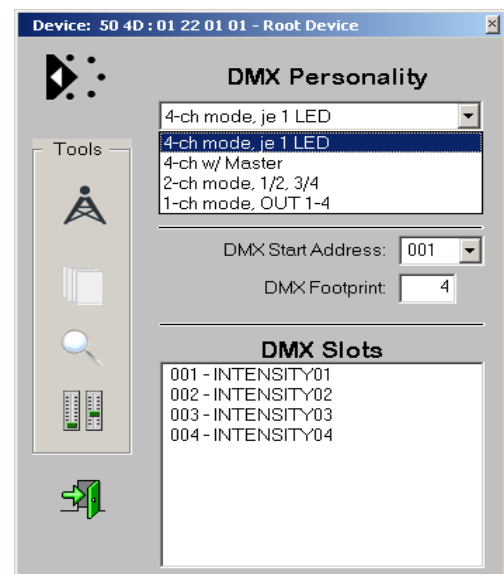 Device: 50 4D : 01 22 01 01 - Root Device
DMX Personality
4-ch mode, je 1 LED
Tools
4-ch mode, je 1 LED
4-ch w/ Master
2-ch mode, 1/2, 3/4
1-ch mode, OUT 1-4
DMX Start Address: 001
DMX Footprint: 4
DMX Slots
001 - INTENSITY01
002 - INTENSITY02
003 - INTENSITY03
004 - INTENSITY04